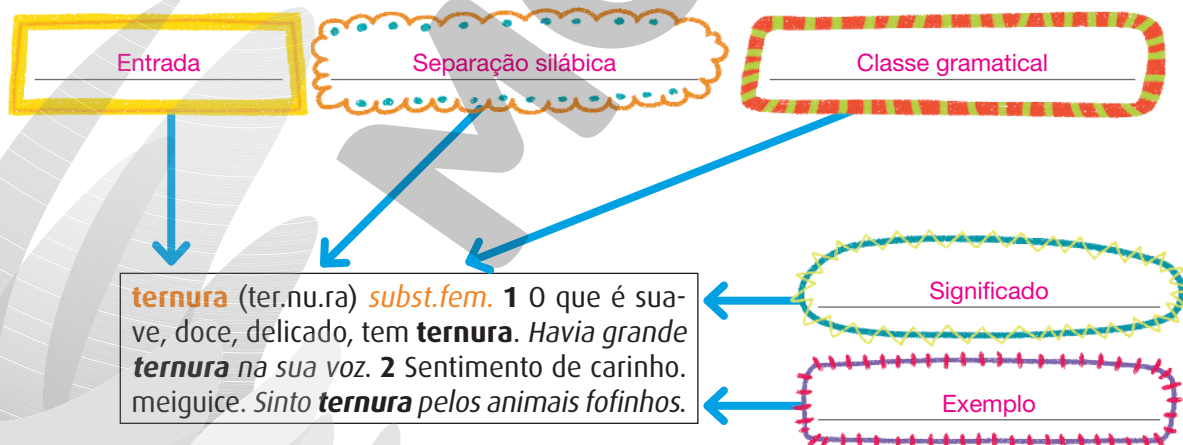 Entrada
Separação silábica
Classe gramatical
ternura (ter.nu.ra) subst.fem. 1 O que é sua-
ve, doce, delicado, tem ternura. Havia grande
ternura na sua voz. 2 Sentimento de carinho.
meiguice. Sinto ternura pelos animais fofinhos.
Significado
Exemplo